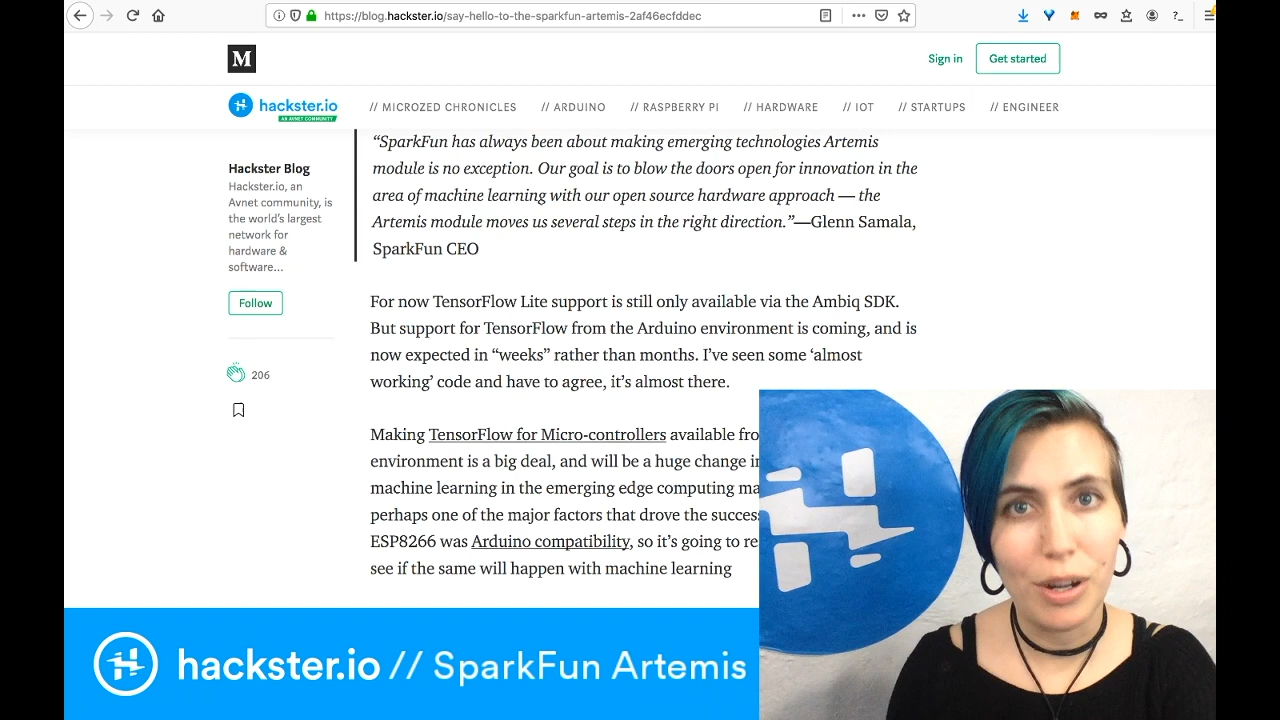 https://blog.hackster.io/say-hello-to-the-sparkfun-artemis-2af46ecfddec
M
Sign in
Get started
hackster.io
AN AVNET COMMUNITY
// MICROZED CHRONICLES // ARDUINO // RASPBERRY PI // HARDWARE // IOT // STARTUPS // ENGINEER
Hackster Blog
Hackster.io, an
Avnet community, is
the world's largest
network for
hardware &
software...
Follow
206
“SparkFun has always been about making emerging technologies Artemis
module is no exception. Our goal is to blow the doors open for innovation in the
area of machine learning with our open source hardware approach — the
Artemis module moves us several steps in the right direction.”—Glenn Samala,
SparkFun CEO
For now TensorFlow Lite support is still only available via the Ambiq SDK.
But support for TensorFlow from the Arduino environment is coming, and is
now expected in “weeks” rather than months. I’ve seen some ‘almost
working’ code and have to agree, it’s almost there.
Making TensorFlow for Micro-controllers available
environment is a big deal, and will be a huge change
machine learning in the emerging edge computing
perhaps one of the major factors that drove the
ESP8266 was Arduino compatibility, so it’s going to
see if the same will happen with machine learning
hackster.io // SparkFun Artemis